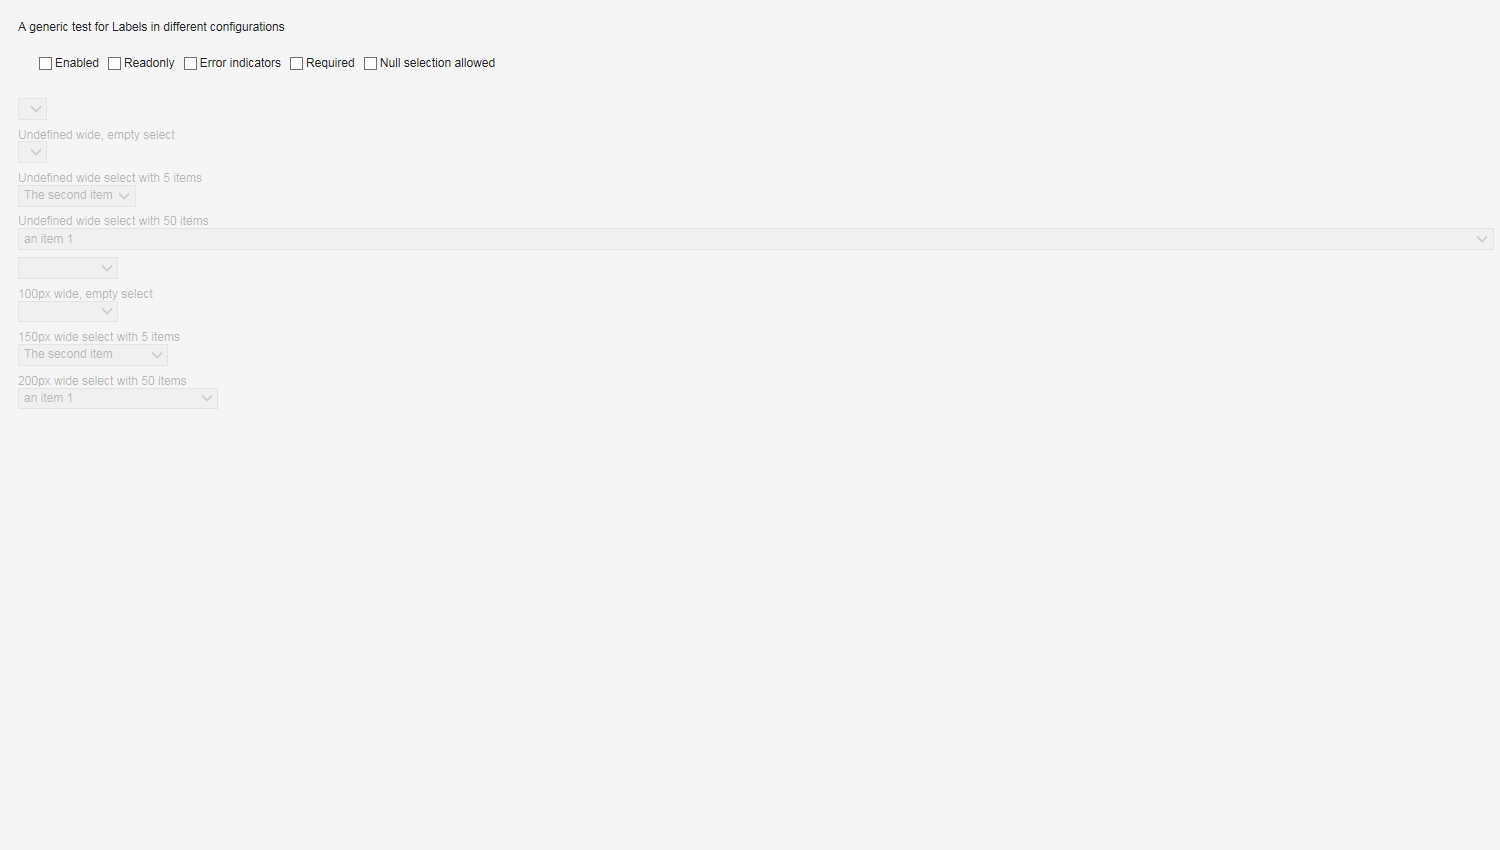 A generic test for Labels in different configurations
Enabled Readonly Error indicators Required Null selection allowed
Undefined wide, empty select
Undefined wide select with 5 items
The second item
Undefined wide select with 50 items
an item 1
100px wide, empty select
150px wide select with 5 items
The second item
200px wide select with 50 items
an item 1